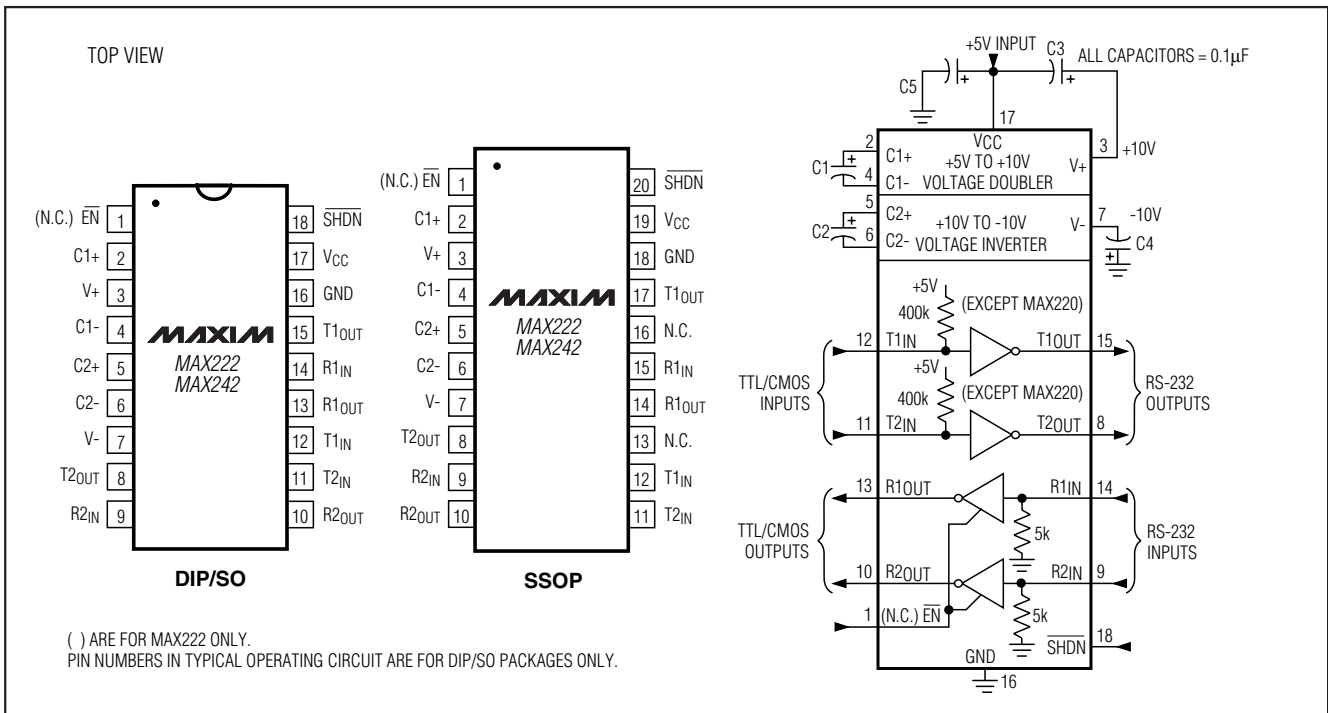 TOP VIEW
(N.C.) EN 1
C1+ 2
V+ 3
C1- 4
C2+ 5
C2- 6
V- 7
T2OUT 8
R2IN 9
18 SHDN
17 VCC
16 GND
15 T1OUT
14 R1IN
13 R1OUT
12 T1IN
11 T2IN
10 R2OUT
MAXIM
MAX222
MAX242
DIP/SO
(N.C.) EN 1
C1+ 2
V+ 3
C1- 4
C2+ 5
C2- 6
V- 7
T2OUT 8
R2IN 9
R2OUT 10
20 SHDN
19 VCC
18 GND
17 T1OUT
16 N.C.
15 R1IN
14 R1OUT
13 N.C.
12 T1IN
11 T2IN
MAXIM
MAX222
MAX242
SSOP
( ) ARE FOR MAX222 ONLY.
PIN NUMBERS IN TYPICAL OPERATING CIRCUIT ARE FOR DIP/SO PACKAGES ONLY.
+5V INPUT
C3
ALL CAPACITORS = 0.1µF
C5
+
+
17
VCC
2
C1+
+5V TO +10V
VOLTAGE DOUBLER
V+
3
+10V
C1
+
4
C1-
5
C2+
+10V TO -10V
VOLTAGE INVERTER
V-
7
-10V
C2
+
6
C2-
C4
+
+5V
400k
(EXCEPT MAX220)
12 T1IN
T1OUT 15
+5V
400k
(EXCEPT MAX220)
TTL/CMOS
INPUTS
RS-232
OUTPUTS
11 T2IN
T2OUT 8
13 R1OUT
R1IN 14
5k
TTL/CMOS
OUTPUTS
RS-232
INPUTS
10 R2OUT
R2IN 9
5k
1 (N.C.) EN
SHDN 18
GND
16